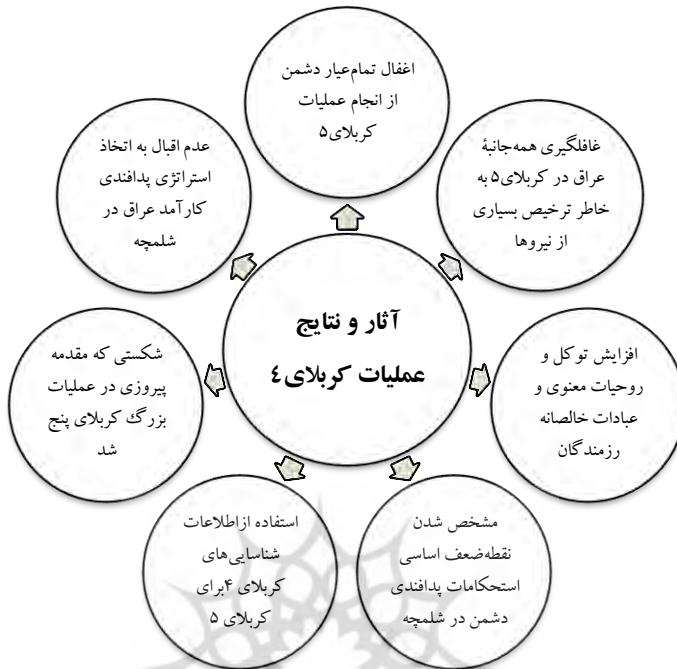 اغفال تمام‌عیار دشمن
از انجام عملیات
کربلای۵
غافلگیری همه‌جانبهٔ
عراق در کربلای۵ به
خاطر ترخیص بسیاری
از نیروها
افزایش توکل و
روحیات معنوی و
عبادات خالصانه
رزمندگان
مشخص شدن
نقطه‌ضعف اساسی
استحکامات پدافندی
دشمن در شلمچه
استفاده ازاطلاعات
شناسایی‌های
کربلای ۴برای
کربلای ۵
شکستی که مقدمه
پیروزی در عملیات
بزرگ کربلای پنج
شد
عدم اقبال به اتخاذ
استراتژی پدافندی
کارآمد عراق در
شلمچه
آثار و نتایج
عملیات کربلای٤